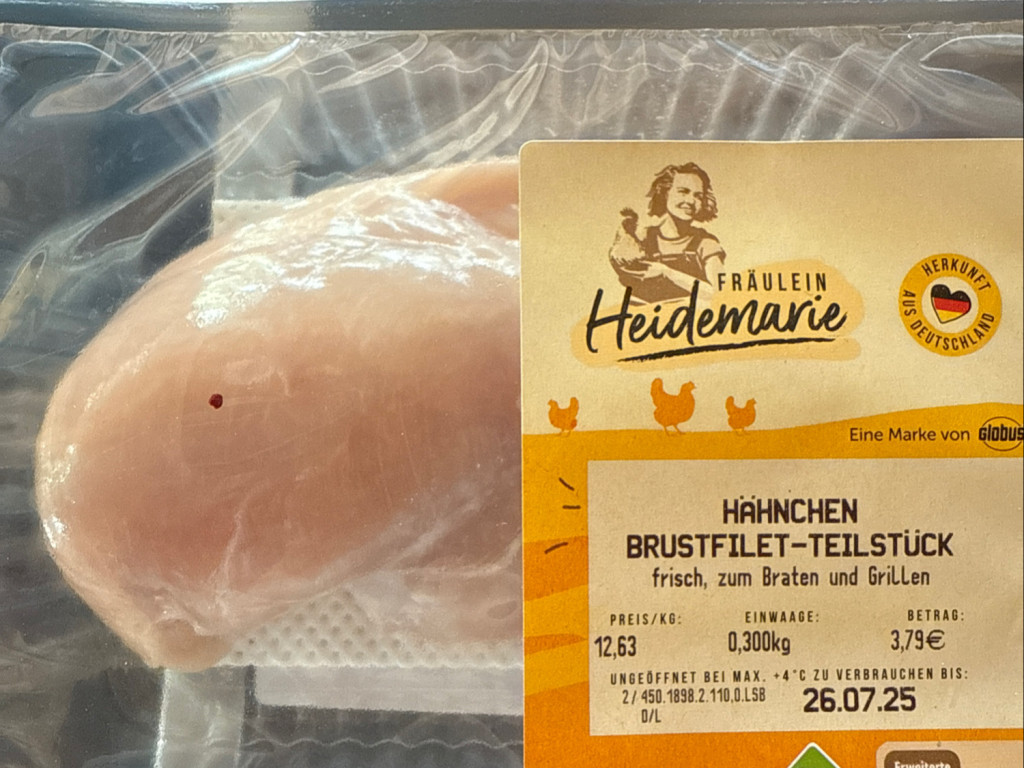 FRÄULEIN
Heidemarie
HERKUNFT
AUS DEUTSCHLAND
Eine Marke von Globus
HÄHNCHEN
BRUSTFILET-TEILSTÜCK
frisch, zum Braten und Grillen
PREIS/KG: EINWAAGE: BETRAG:
12,63 0,300kg 3,79€
UNGEÖFFNET BEI MAX. +4°C ZU VERBRAUCHEN BIS:
2/ 450.1898.2.110,0.LSB 26.07.25
D/L
Erweiterte